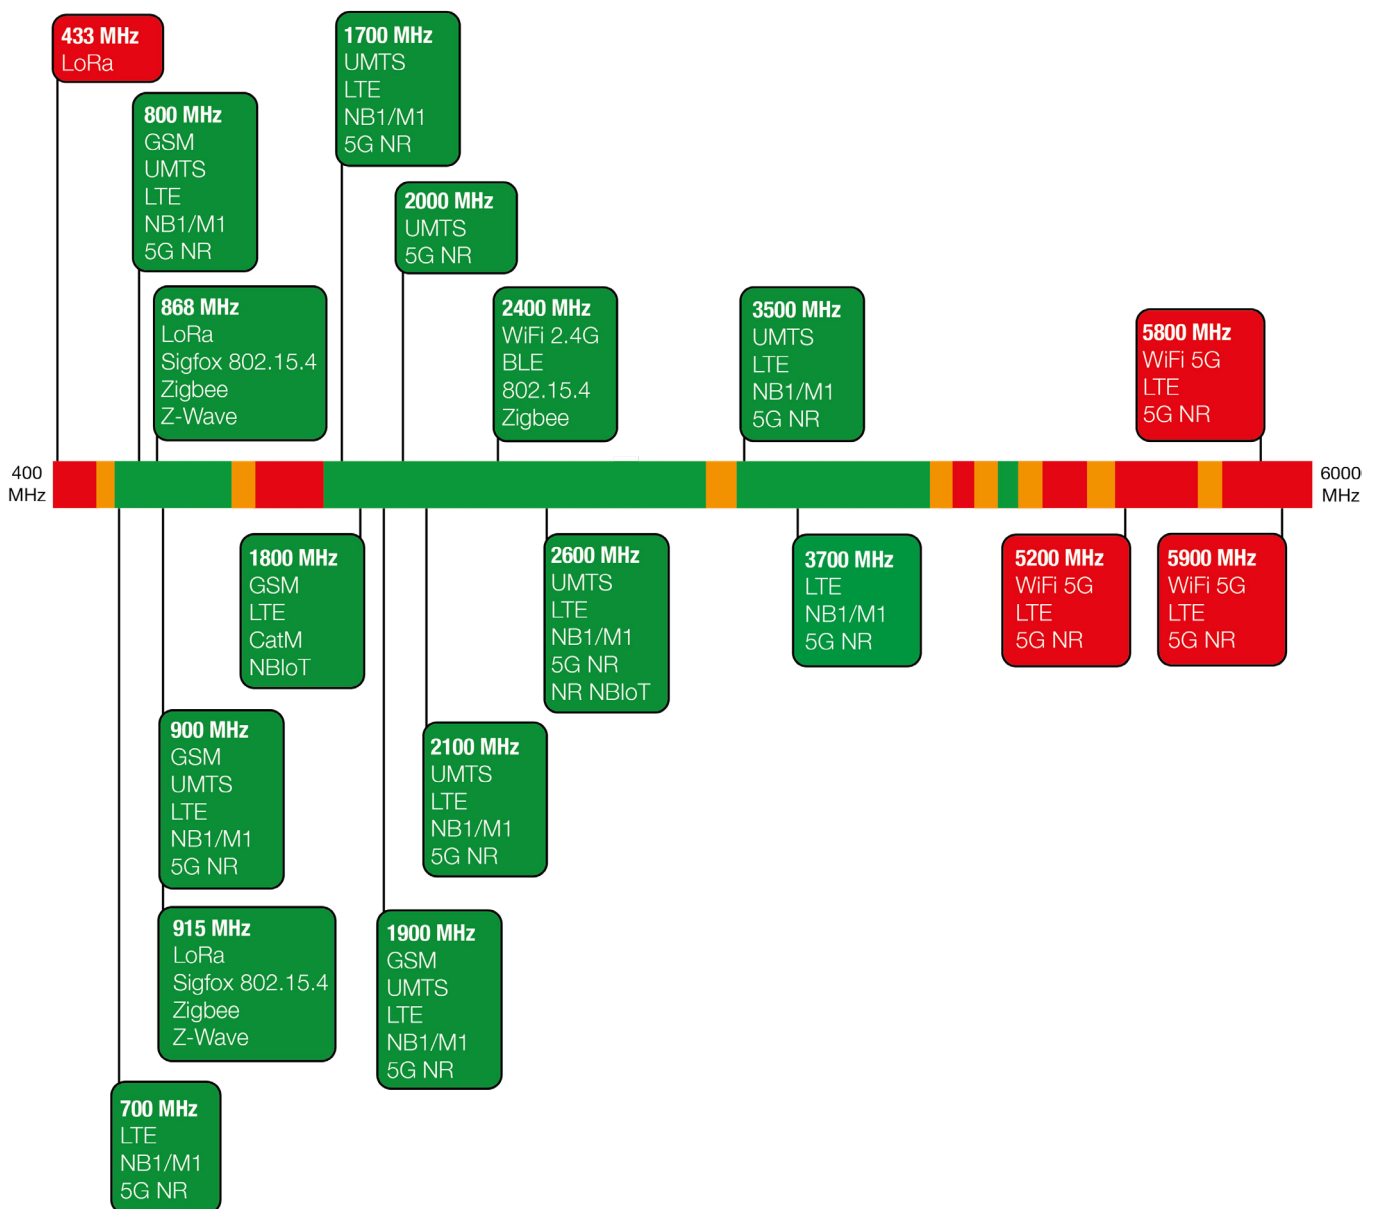 433 MHz
LoRa
800 MHz
GSM
UMTS
LTE
NB1/M1
5G NR
868 MHz
LoRa
Sigfox 802.15.4
Zigbee
Z-Wave
1700 MHz
UMTS
LTE
NB1/M1
5G NR
2000 MHz
UMTS
5G NR
2400 MHz
WiFi 2.4G
BLE
802.15.4
Zigbee
3500 MHz
UMTS
LTE
NB1/M1
5G NR
5800 MHz
WiFi 5G
LTE
5G NR
400
MHz
6000
MHz
1800 MHz
GSM
LTE
CatM
NBIoT
2600 MHz
UMTS
LTE
NB1/M1
5G NR
NR NBIoT
3700 MHz
LTE
NB1/M1
5G NR
5200 MHz
WiFi 5G
LTE
5G NR
5900 MHz
WiFi 5G
LTE
5G NR
900 MHz
GSM
UMTS
LTE
NB1/M1
5G NR
2100 MHz
UMTS
LTE
NB1/M1
5G NR
915 MHz
LoRa
Sigfox 802.15.4
Zigbee
Z-Wave
1900 MHz
GSM
UMTS
LTE
NB1/M1
5G NR
700 MHz
LTE
NB1/M1
5G NR